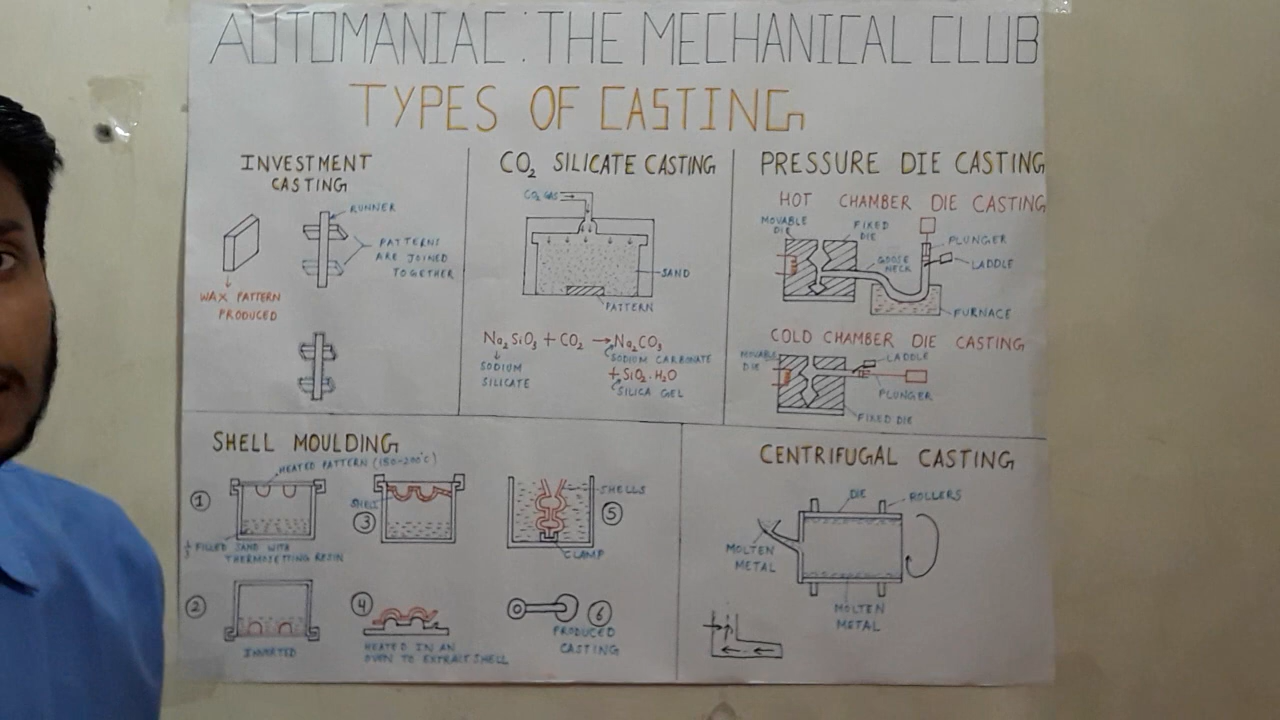 AUTOMANIAC : THE MECHANICAL CLUB
TYPES OF CASTING
INVESTMENT
CASTING
RUNNER
PATTERNS
ARE JOINED
TOGETHER
WAX PATTERN
PRODUCED
CO₂ SILICATE CASTING
CO₂ GAS
SAND
PATTERN
Na₂SiO₃ + CO₂ → Na₂CO₃
SODIUM CARBONATE
SODIUM
SILICATE
+ SiO₂·H₂O
SILICA GEL
PRESSURE DIE CASTING
HOT CHAMBER DIE CASTING
MOVABLE
DIE
FIXED
DIE
PLUNGER
GOOSE
NECK
LADDLE
FURNACE
COLD CHAMBER DIE CASTING
MOVABLE
DIE
LADDLE
PLUNGER
FIXED DIE
SHELL MOULDING
HEATED PATTERN (150-200°C)
1
FILLED SAND WITH
THERMOSETTING RESIN
2
INVERTED
SHELL
3
4
HEATED IN AN
OVEN TO EXTRAIT SHELL
SHELLS
5
CLAMP
6
PRODUCED
CASTING
CENTRIFUGAL CASTING
DIE
ROLLERS
MOLTEN
METAL
MOLTEN
METAL